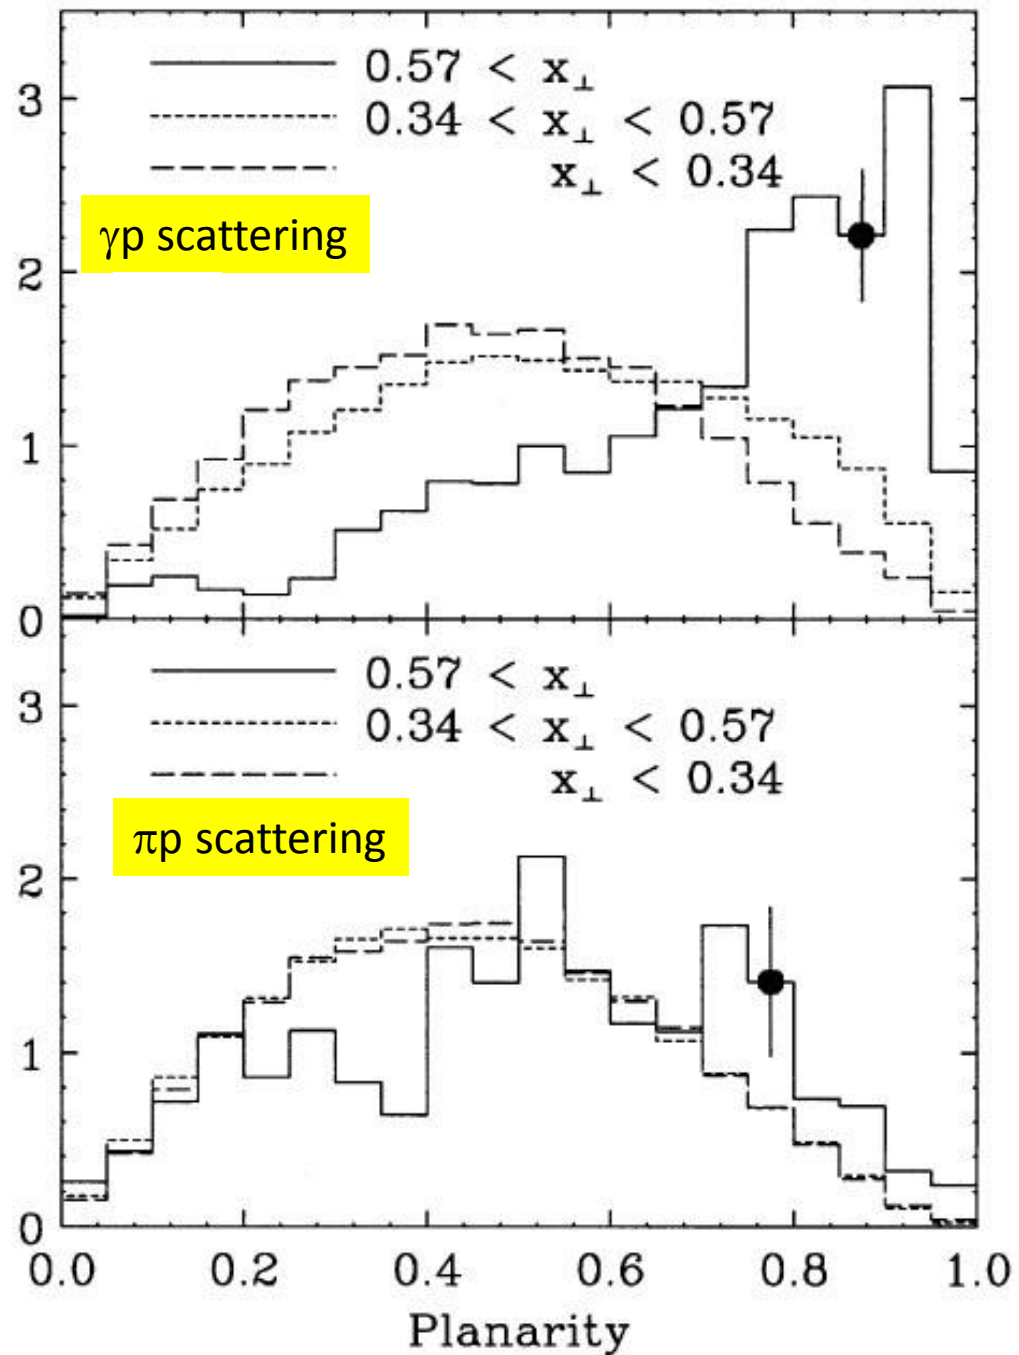 3
2
1
0
0.57 < x⊥
0.34 < x⊥ < 0.57
x⊥ < 0.34
γp scattering
3
2
1
0
0.57 < x⊥
0.34 < x⊥ < 0.57
x⊥ < 0.34
πp scattering
0.0 0.2 0.4 0.6 0.8 1.0
Planarity